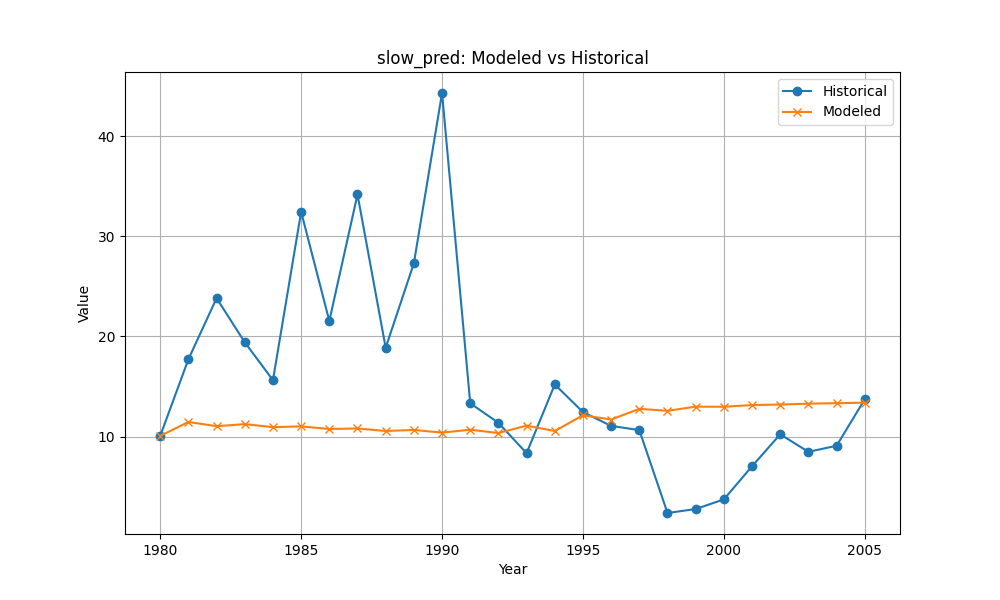 slow_pred: Modeled vs Historical
Historical
Modeled
Value
40
30
20
10
1980 1985 1990 1995 2000 2005
Year